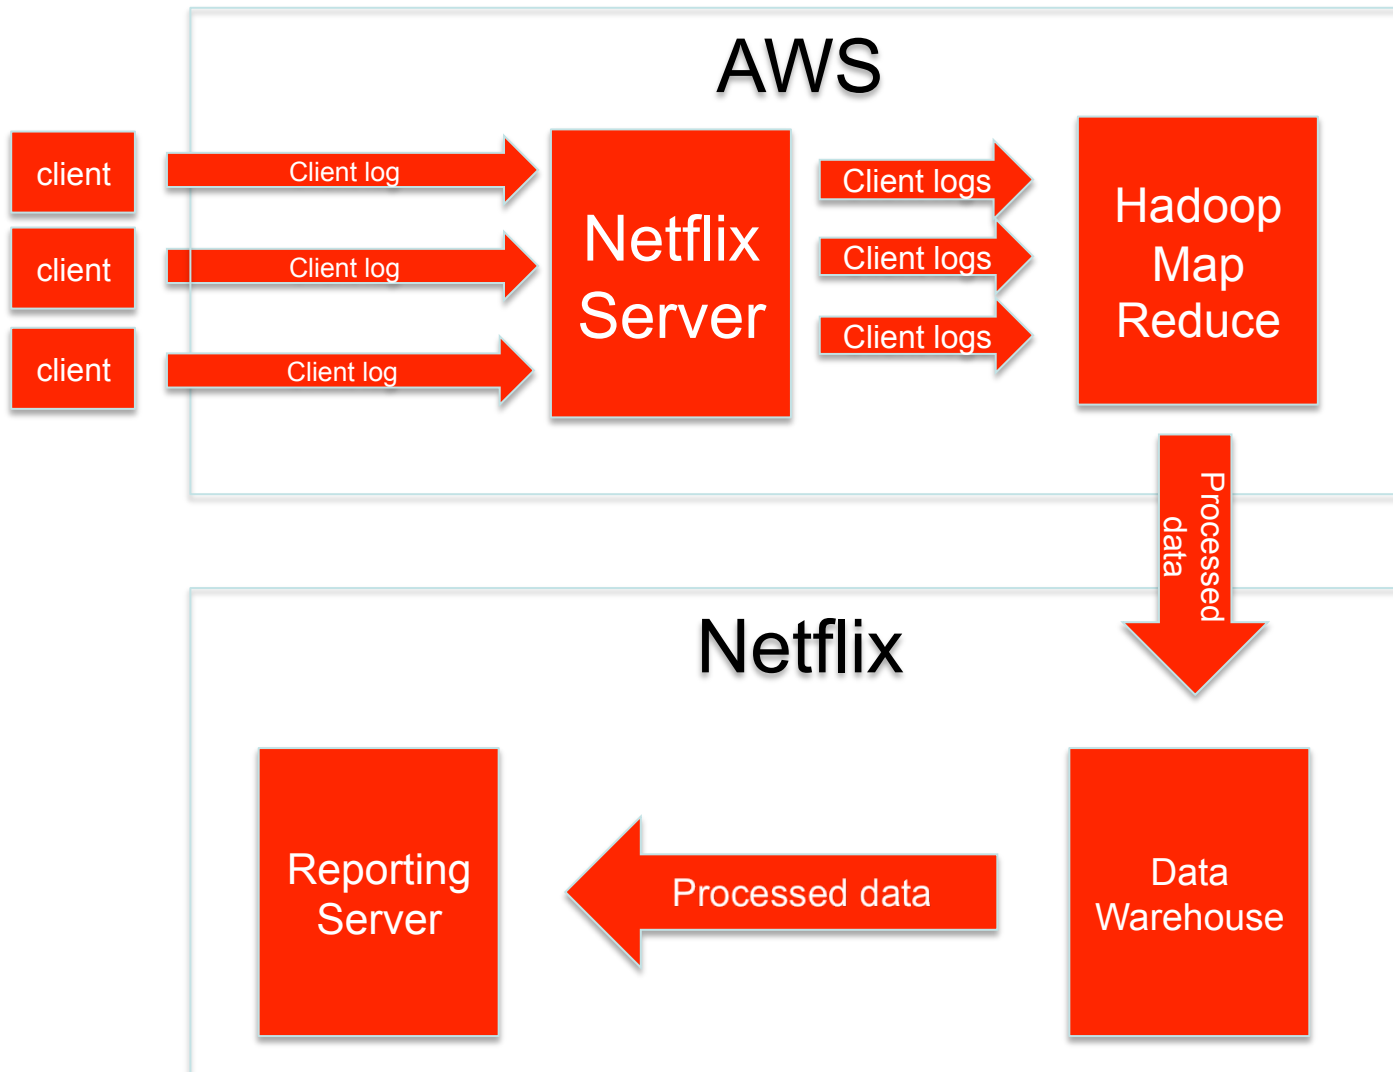 AWS
client
Client log
Netflix
Server
Client logs
Hadoop
Map
Reduce
client
Client log
Client logs
client
Client log
Client logs
Processed
data
Netflix
Reporting
Server
Processed data
Data
Warehouse